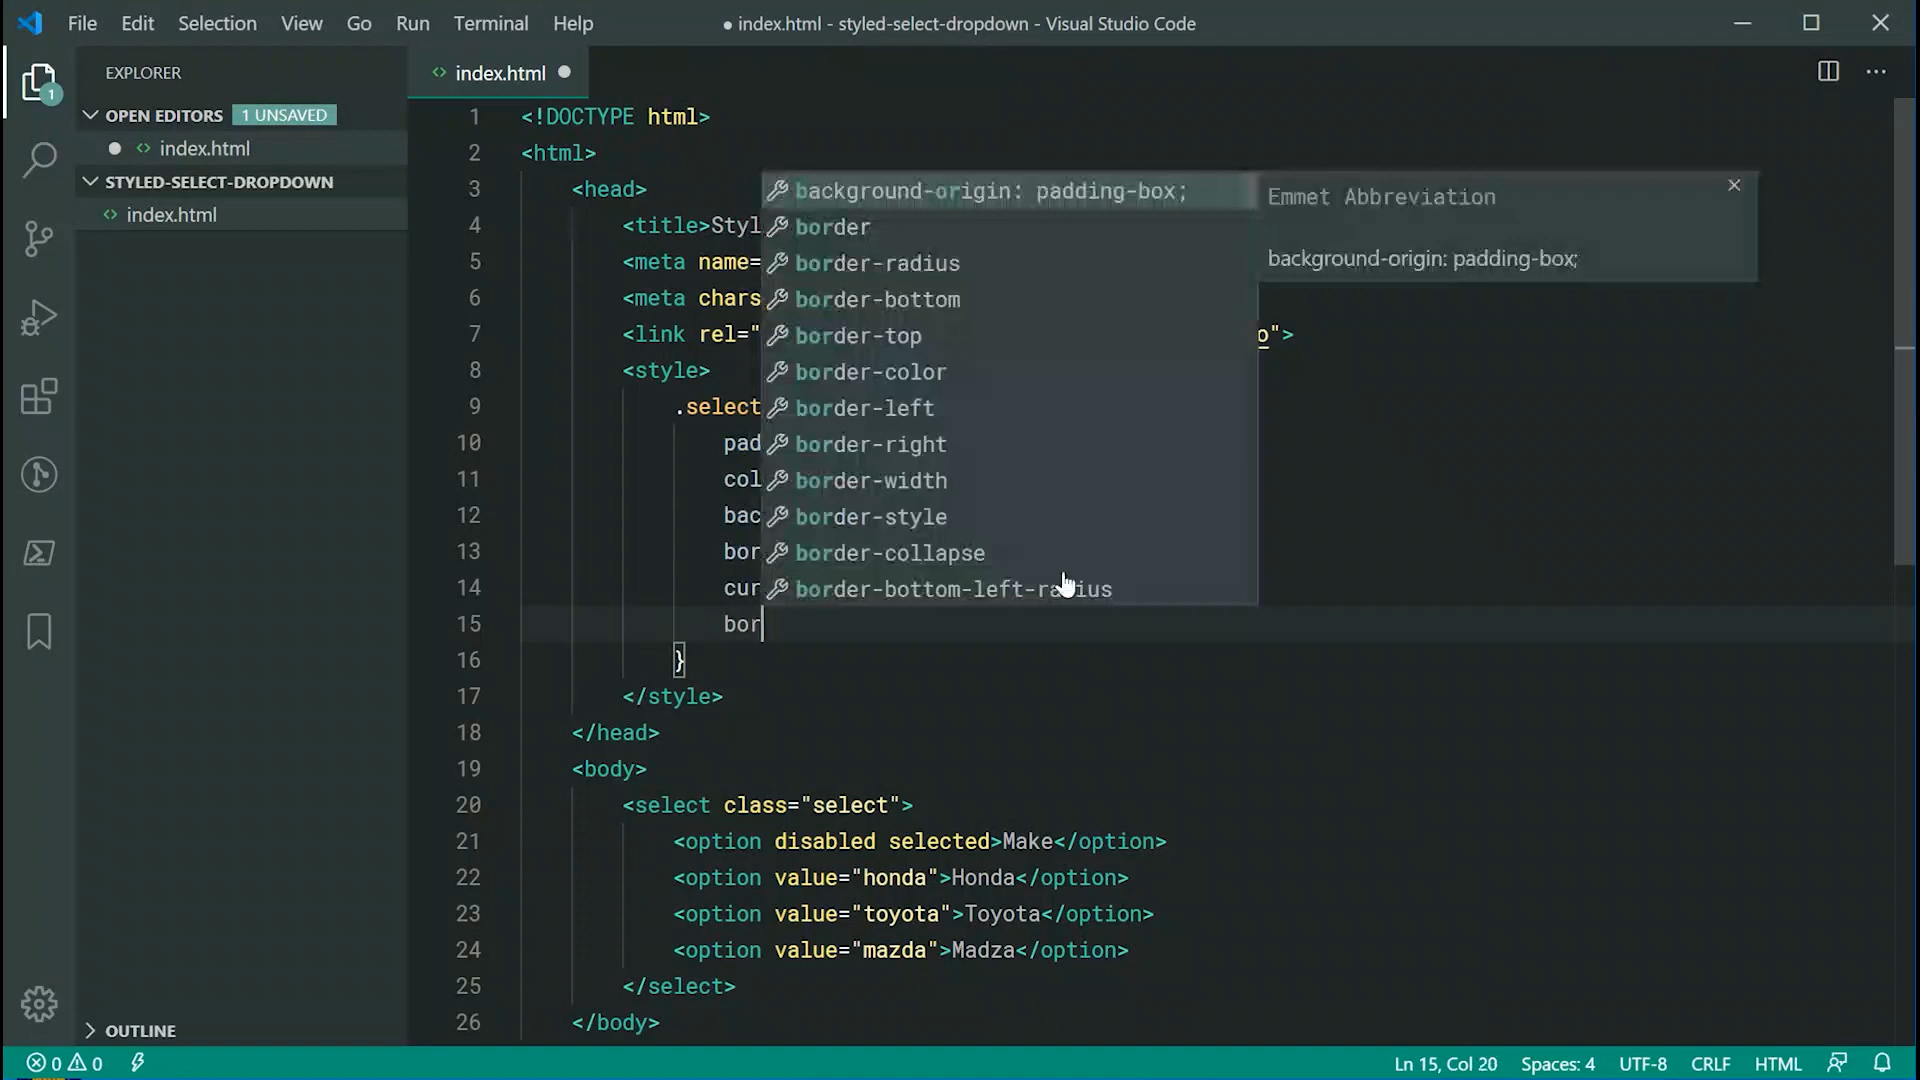 File Edit Selection View Go Run Terminal Help ● index.html - styled-select-dropdown - Visual Studio Code
EXPLORER
1
OPEN EDITORS 1 UNSAVED
index.html
STYLED-SELECT-DROPDOWN
index.html
OUTLINE
index.html
1 <!DOCTYPE html>
2 <html>
3 <head>
4 <title>Styl
5 <meta name=
6 <meta chars
7 <link rel=" o">
8 <style>
9 .select
10 pad
11 col
12 bac
13 bor
14 cur
15 bor
16 }
17 </style>
18 </head>
19 <body>
20 <select class="select">
21 <option disabled selected>Make</option>
22 <option value="honda">Honda</option>
23 <option value="toyota">Toyota</option>
24 <option value="mazda">Madza</option>
25 </select>
26 </body>
background-origin: padding-box;
border
border-radius
border-bottom
border-top
border-color
border-left
border-right
border-width
border-style
border-collapse
border-bottom-left-radius
Emmet Abbreviation
background-origin: padding-box;
0 0 Ln 15, Col 20 Spaces: 4 UTF-8 CRLF HTML